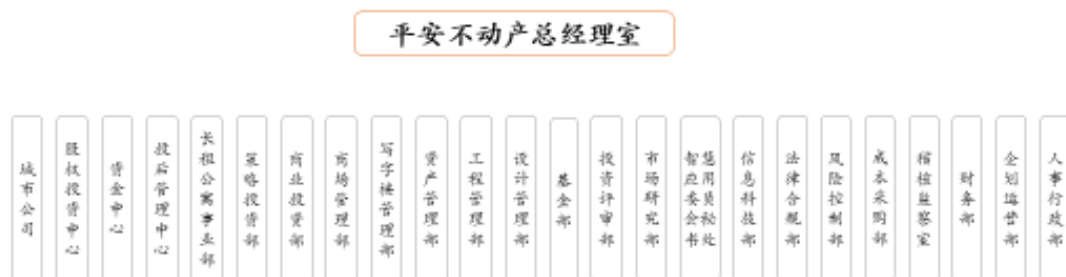 平安不动产总经理室
城市公司
股权投资中心
资金中心
投后管理中心
长租公寓事业部
策略投资部
商业投资部
商场管理部
写字楼管理部
资产管理部
工程管理部
设计管理部
基金部
投资评审部
市场研究部
智慧应用委员会秘书处
信息科技部
法律合规部
风险控制部
成本采购部
稽核监察室
财务部
企划运营部
人事行政部